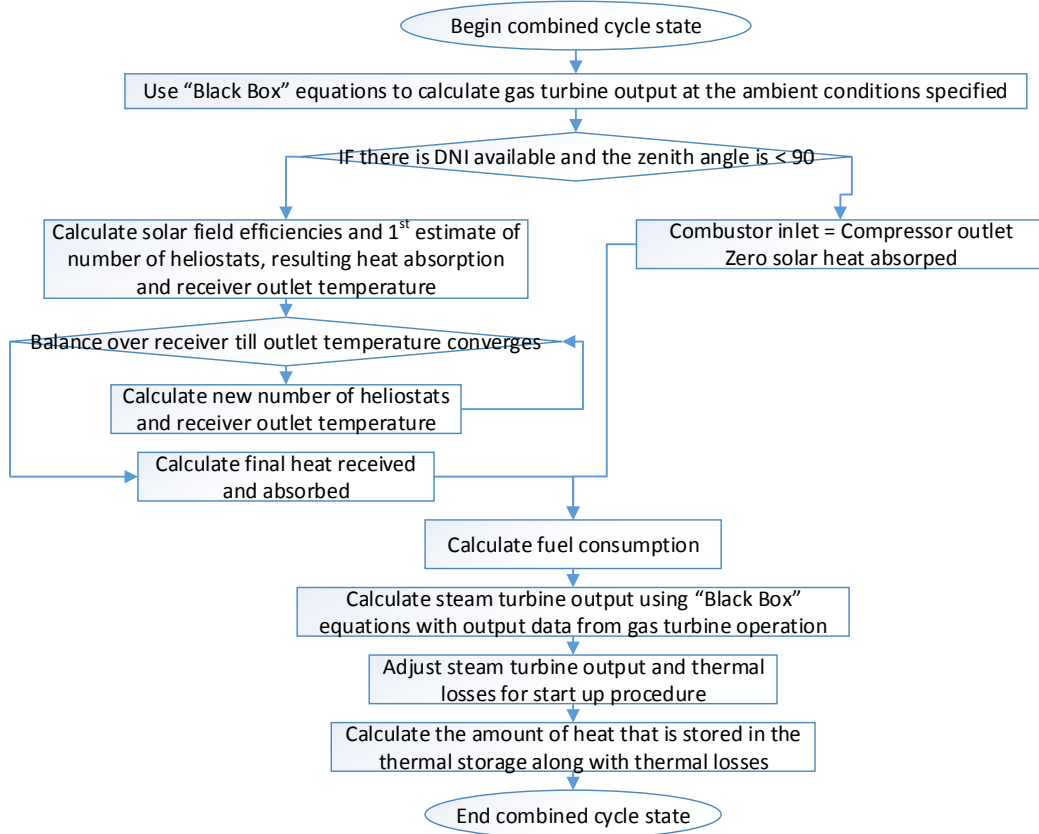 Begin combined cycle state
Use “Black Box” equations to calculate gas turbine output at the ambient conditions specified
IF there is DNI available and the zenith angle is < 90
Calculate solar field efficiencies and 1st estimate of
number of heliostats, resulting heat absorption
and receiver outlet temperature
Combustor inlet = Compressor outlet
Zero solar heat absorped
Balance over receiver till outlet temperature converges
Calculate new number of heliostats
and receiver outlet temperature
Calculate final heat received
and absorbed
Calculate fuel consumption
Calculate steam turbine output using “Black Box”
equations with output data from gas turbine operation
Adjust steam turbine output and thermal
losses for start up procedure
Calculate the amount of heat that is stored in the
thermal storage along with thermal losses
End combined cycle state